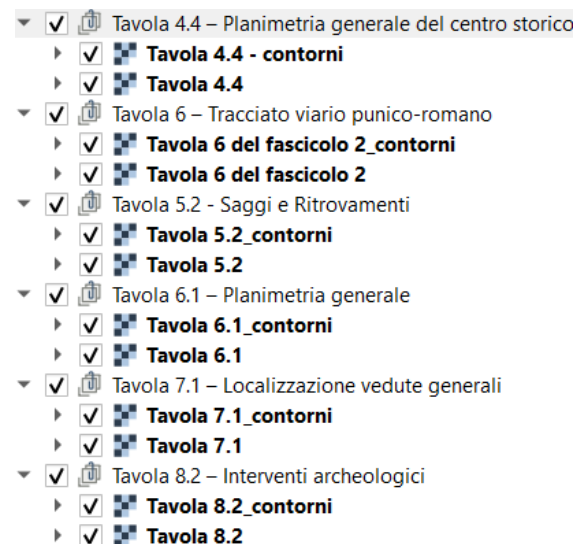 Tavola 4.4 – Planimetria generale del centro storico
Tavola 4.4 - contorni
Tavola 4.4
Tavola 6 – Tracciato viario punico-romano
Tavola 6 del fascicolo 2_contorni
Tavola 6 del fascicolo 2
Tavola 5.2 - Saggi e Ritrovamenti
Tavola 5.2_contorni
Tavola 5.2
Tavola 6.1 – Planimetria generale
Tavola 6.1_contorni
Tavola 6.1
Tavola 7.1 – Localizzazione vedute generali
Tavola 7.1_contorni
Tavola 7.1
Tavola 8.2 – Interventi archeologici
Tavola 8.2_contorni
Tavola 8.2